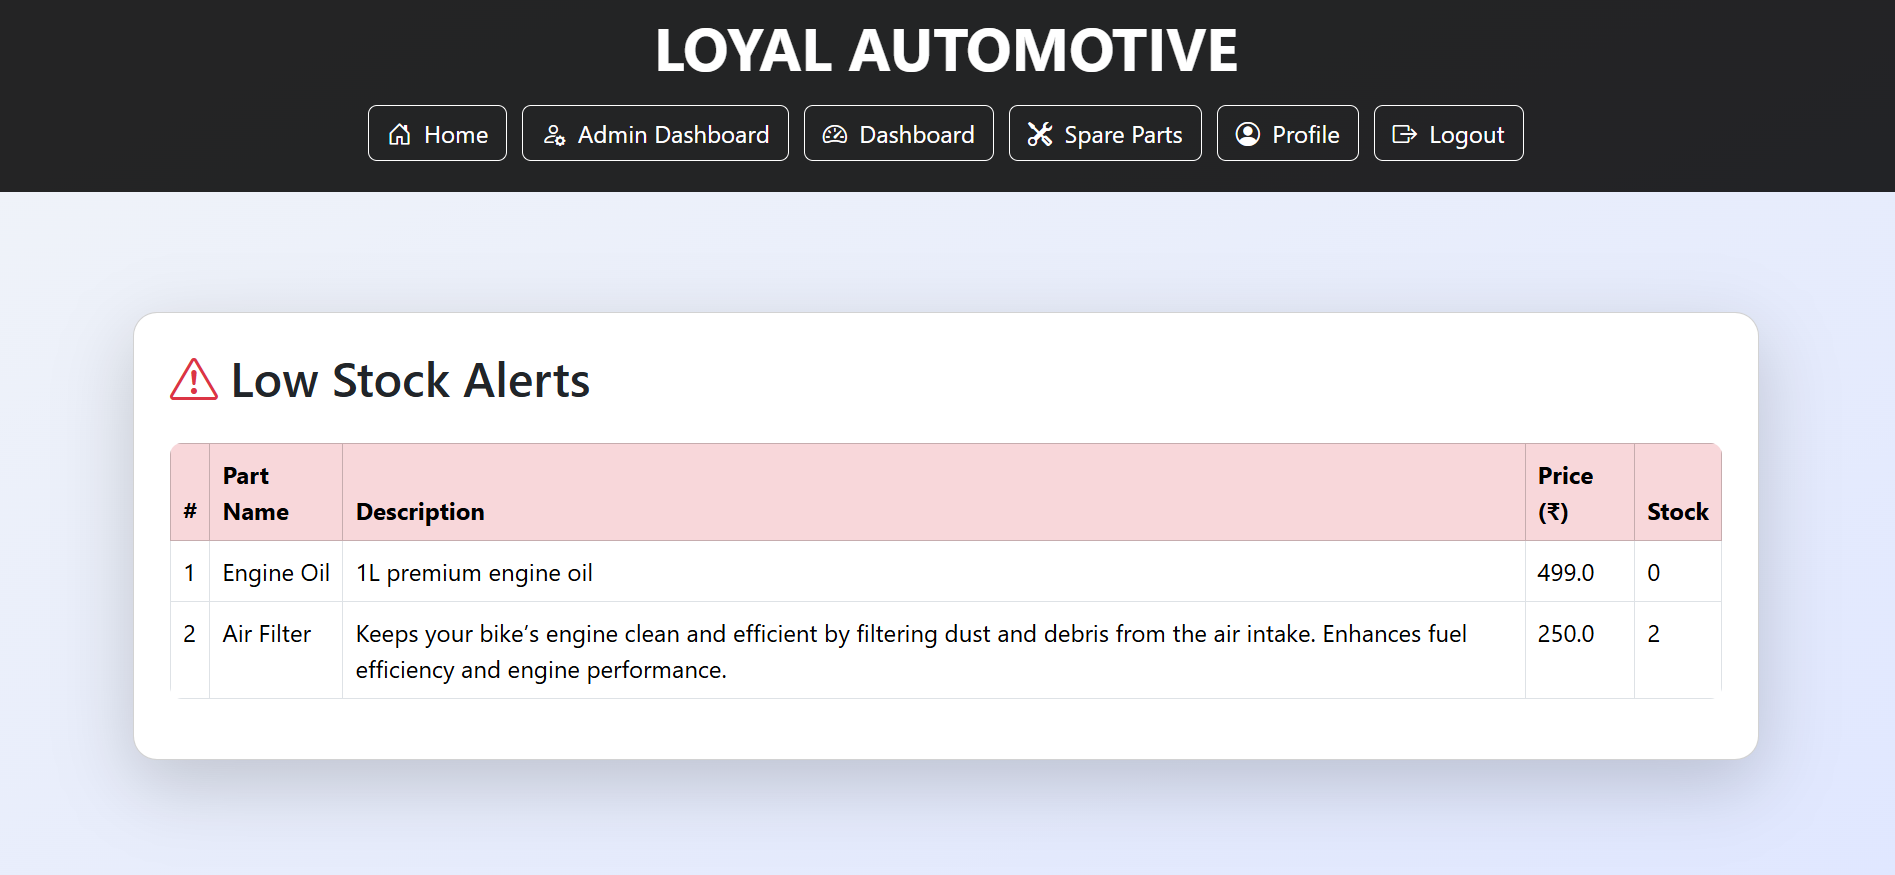 LOYAL AUTOMOTIVE
Home Admin Dashboard Dashboard Spare Parts Profile Logout
Low Stock Alerts
# Part Name Description Price (₹) Stock
1 Engine Oil 1L premium engine oil 499.0 0
2 Air Filter Keeps your bike’s engine clean and efficient by filtering dust and debris from the air intake. Enhances fuel 250.0 2
efficiency and engine performance.